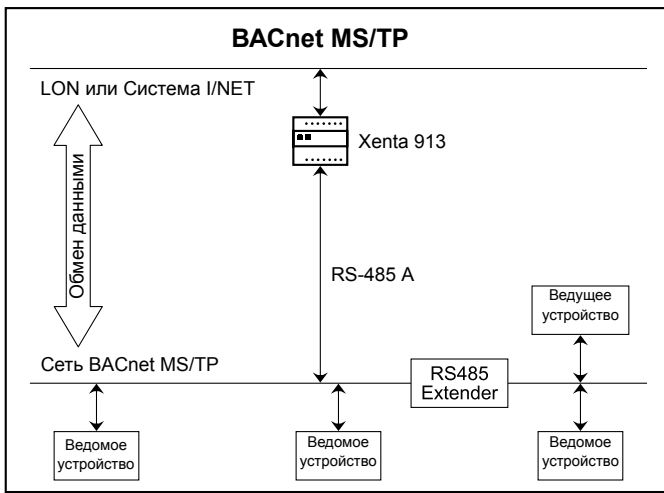 BACnet MS/TP
LON или Система I/NET
Xenta 913
Обмен данными
RS-485 A
Ведущее
устройство
Сеть BACnet MS/TP
RS485
Extender
Ведомое
устройство
Ведомое
устройство
Ведомое
устройство